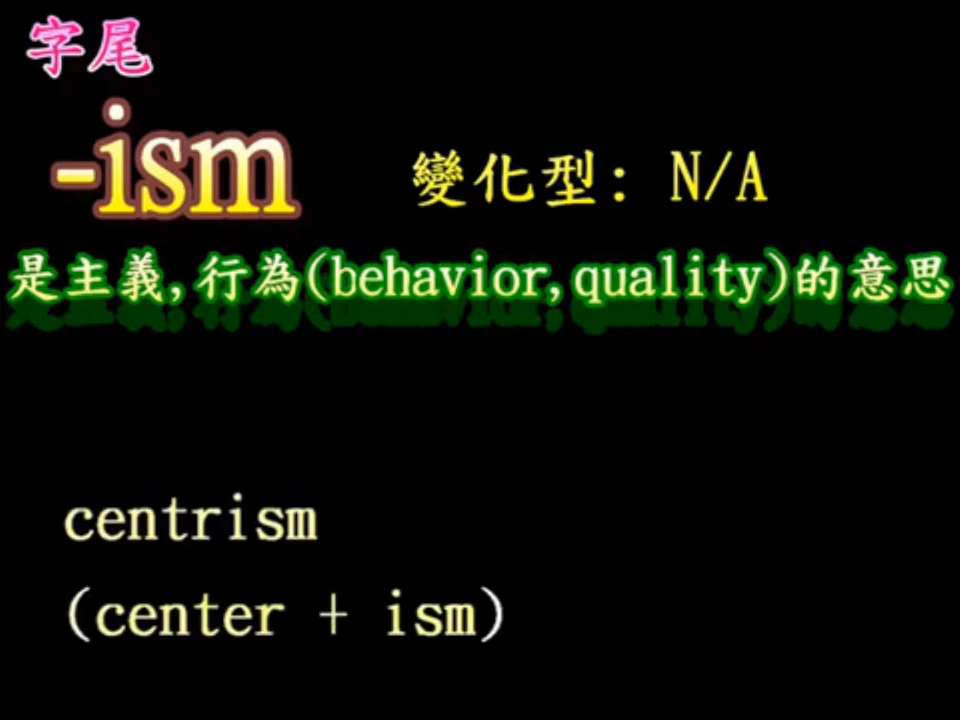 字尾
-ism 變化型: N/A
是主義,行為(behavior,quality)的意思
centrism
(center + ism)